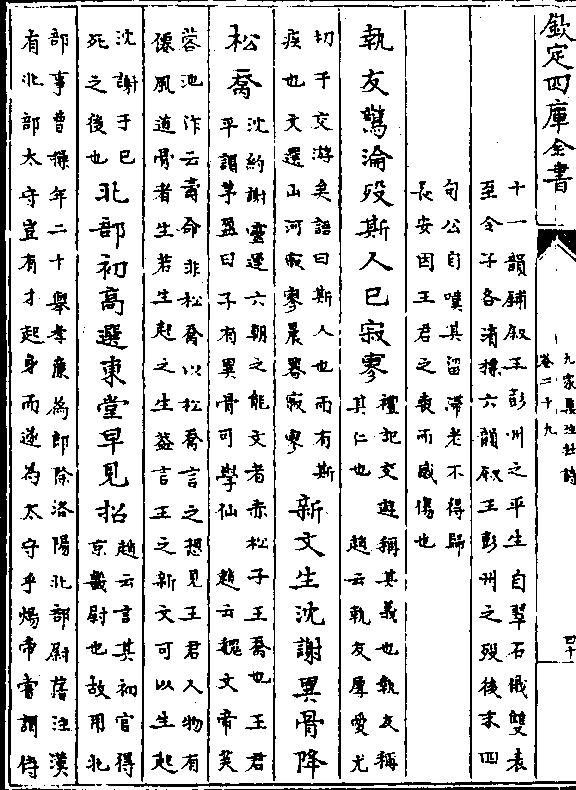 欽定四庫全書
九家集注杜詩
卷二十九
四十
十一韻鋪叙王彭州之平生自翠石俄雙表
至令子各清標六韻叙王彭州之殁後末四
句公自嘆其留滯老不得歸
長安因王君之喪而感傷也
執友驚淪殁斯人已寂寥
禮記交遊稱其義也執友稱
其仁也 趙云執友厚愛尤
切于交游矣語曰斯人也而有斯
疾也文選山河寂寥晨暑寂寥
新文生沈謝異骨降
松喬
沈約謝靈運六朝之能文者赤松子王喬也王君
平謂茅盈曰子有異骨可學仙 趙云魏文帝芙
蓉池作云壽命非松喬以松喬言之想見王君人物有
僊風道骨者生若生起之生葢言王之新文可以生起
沈謝于已
死之後也
北部初高選東堂早見招
趙云言其初官得
京畿尉也故用北
部事曹操年二十舉孝廉為郎除洛陽北部尉舊注漢
有北部太守豈有才起身而遂為太守乎煬帝嘗謂侍